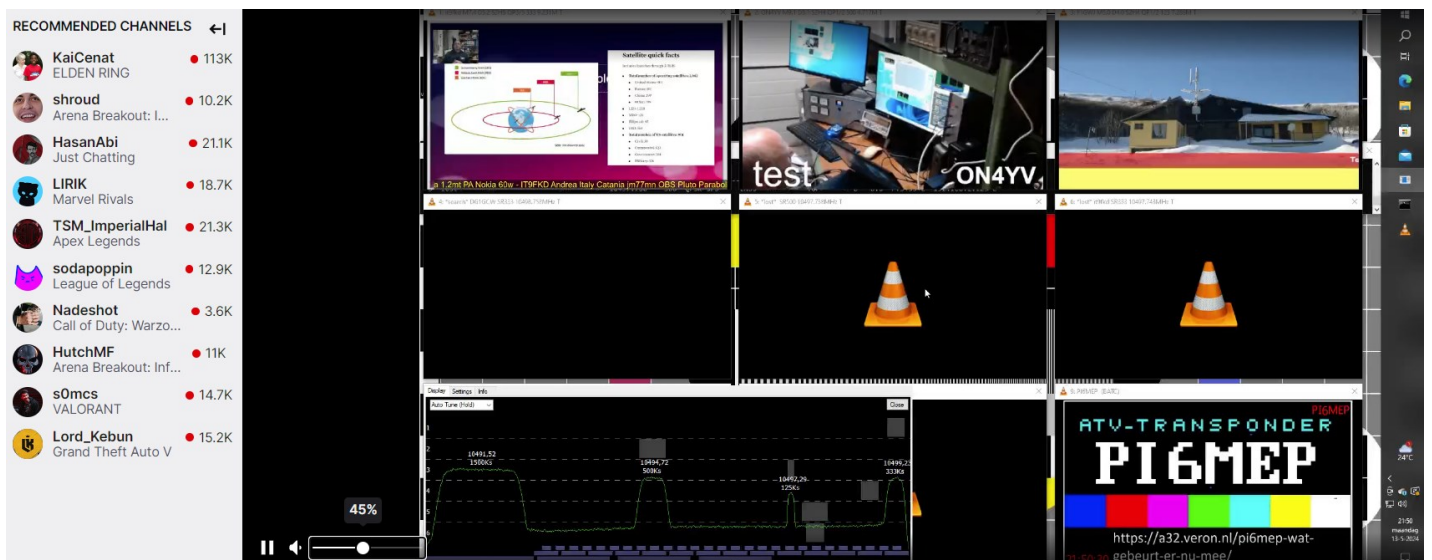 RECOMMENDED CHANNELS
KaiCenat
113K
ELDEN RING
shroud
10.2K
Arena Breakout: I...
HasanAbi
21.1K
Just Chatting
LIRIK
18.7K
Marvel Rivals
TSM_ImperialHal
21.3K
Apex Legends
sodapoppin
12.9K
League of Legends
Nadeshot
3.6K
Call of Duty: Warzo...
HutchMF
11K
Arena Breakout: Inf...
s0mcs
14.7K
VALORANT
Lord_Kebun
15.2K
Grand Theft Auto V
45%
Satellite quick facts
a 1.2mt PA Nokia 60w - IT9FKD Andrea Italy Catania jm77mn OBS Pluto Parabol
test
ON4YV
Display Settings Info
Auto Tune (Hold)
Close
10491,52
1500Ks
10494,72
500Ks
125Ks
333Ks
PI6MEP
ATV-TRANSPONDER
PI6MEP
https://a32.veron.nl/pi6mep-wat-
gebeurt-er-nu-mee/
24°C
21:50
maandag
13-5-2024